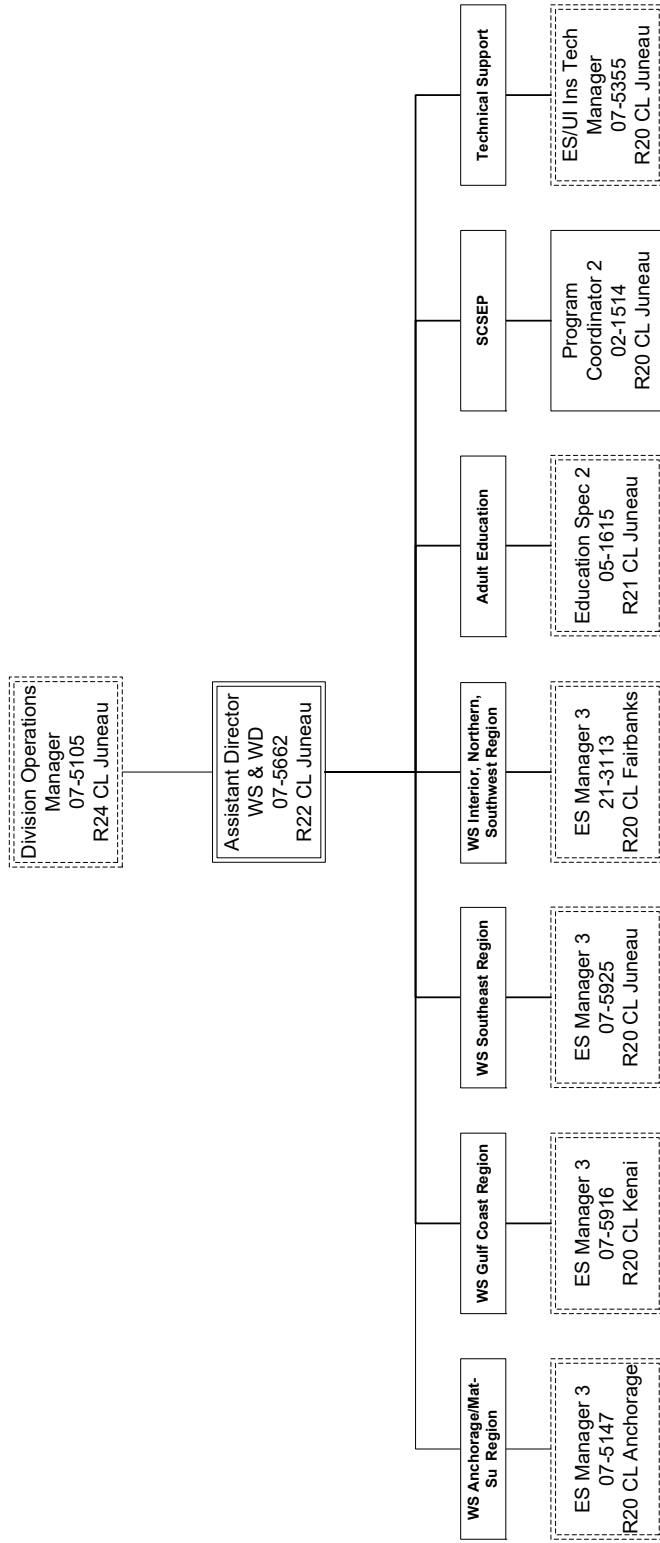 Division Operations
Manager
07-5105
R24 CL Juneau
Assistant Director
WS & WD
07-5662
R22 CL Juneau
WS Anchorage/Mat-
Su Region
ES Manager 3
07-5147
R20 CL Anchorage
WS Gulf Coast Region
ES Manager 3
07-5916
R20 CL Kenai
WS Southeast Region
ES Manager 3
07-5925
R20 CL Juneau
WS Interior, Northern,
Southwest Region
ES Manager 3
21-3113
R20 CL Fairbanks
Adult Education
Education Spec 2
05-1615
R21 CL Juneau
SCSEP
Program
Coordinator 2
02-1514
R20 CL Juneau
Technical Support
ES/UI Ins Tech
Manager
07-5355
R20 CL Juneau